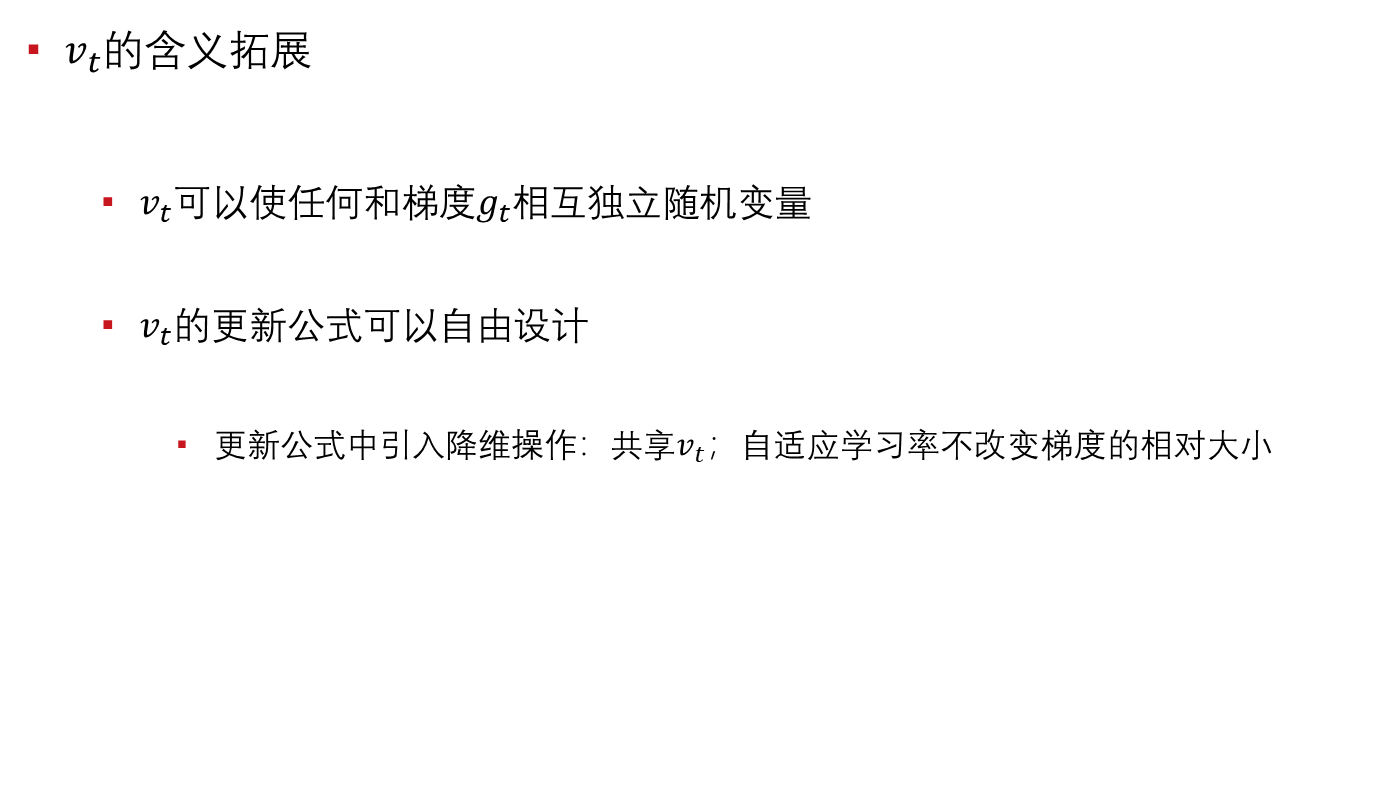 ▪ v_t的含义拓展
▪ v_t可以使任何和梯度g_t相互独立随机变量
▪ v_t的更新公式可以自由设计
▪ 更新公式中引入降维操作：共享v_t；自适应学习率不改变梯度的相对大小